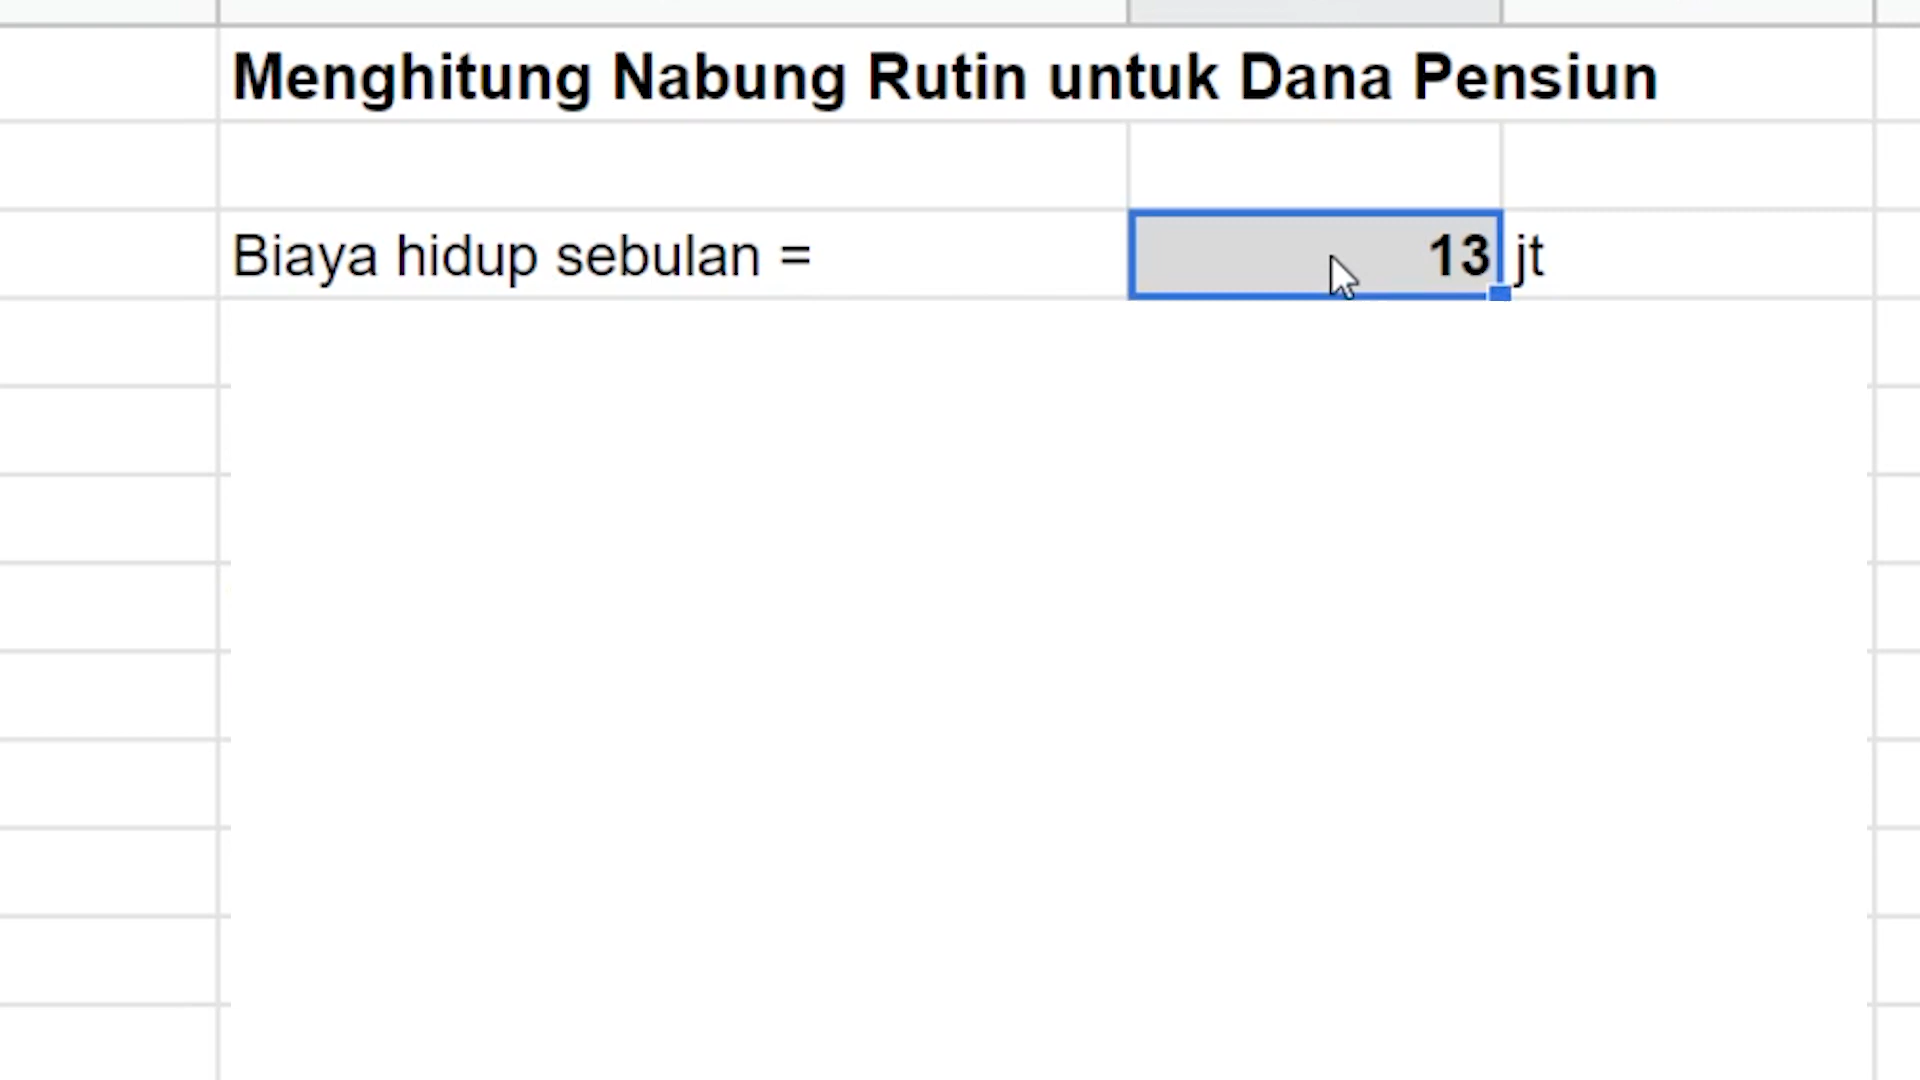 Menghitung Nabung Rutin untuk Dana Pensiun
Biaya hidup sebulan = 13 jt